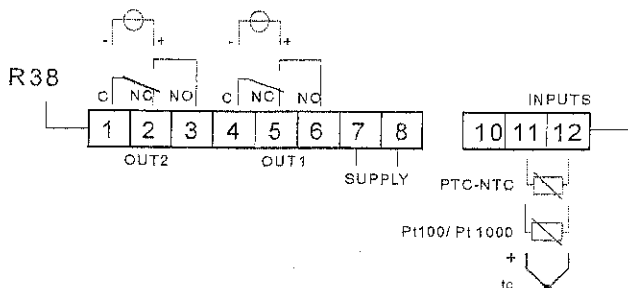 - +
- +
R38
C NC NO C NC NC
INPUTS
1 2 3 4 5 6 7 8
10 11 12
OUT2 OUT1
SUPPLY
PTC-NTC
Pt100/ Pt 1000
+
tc